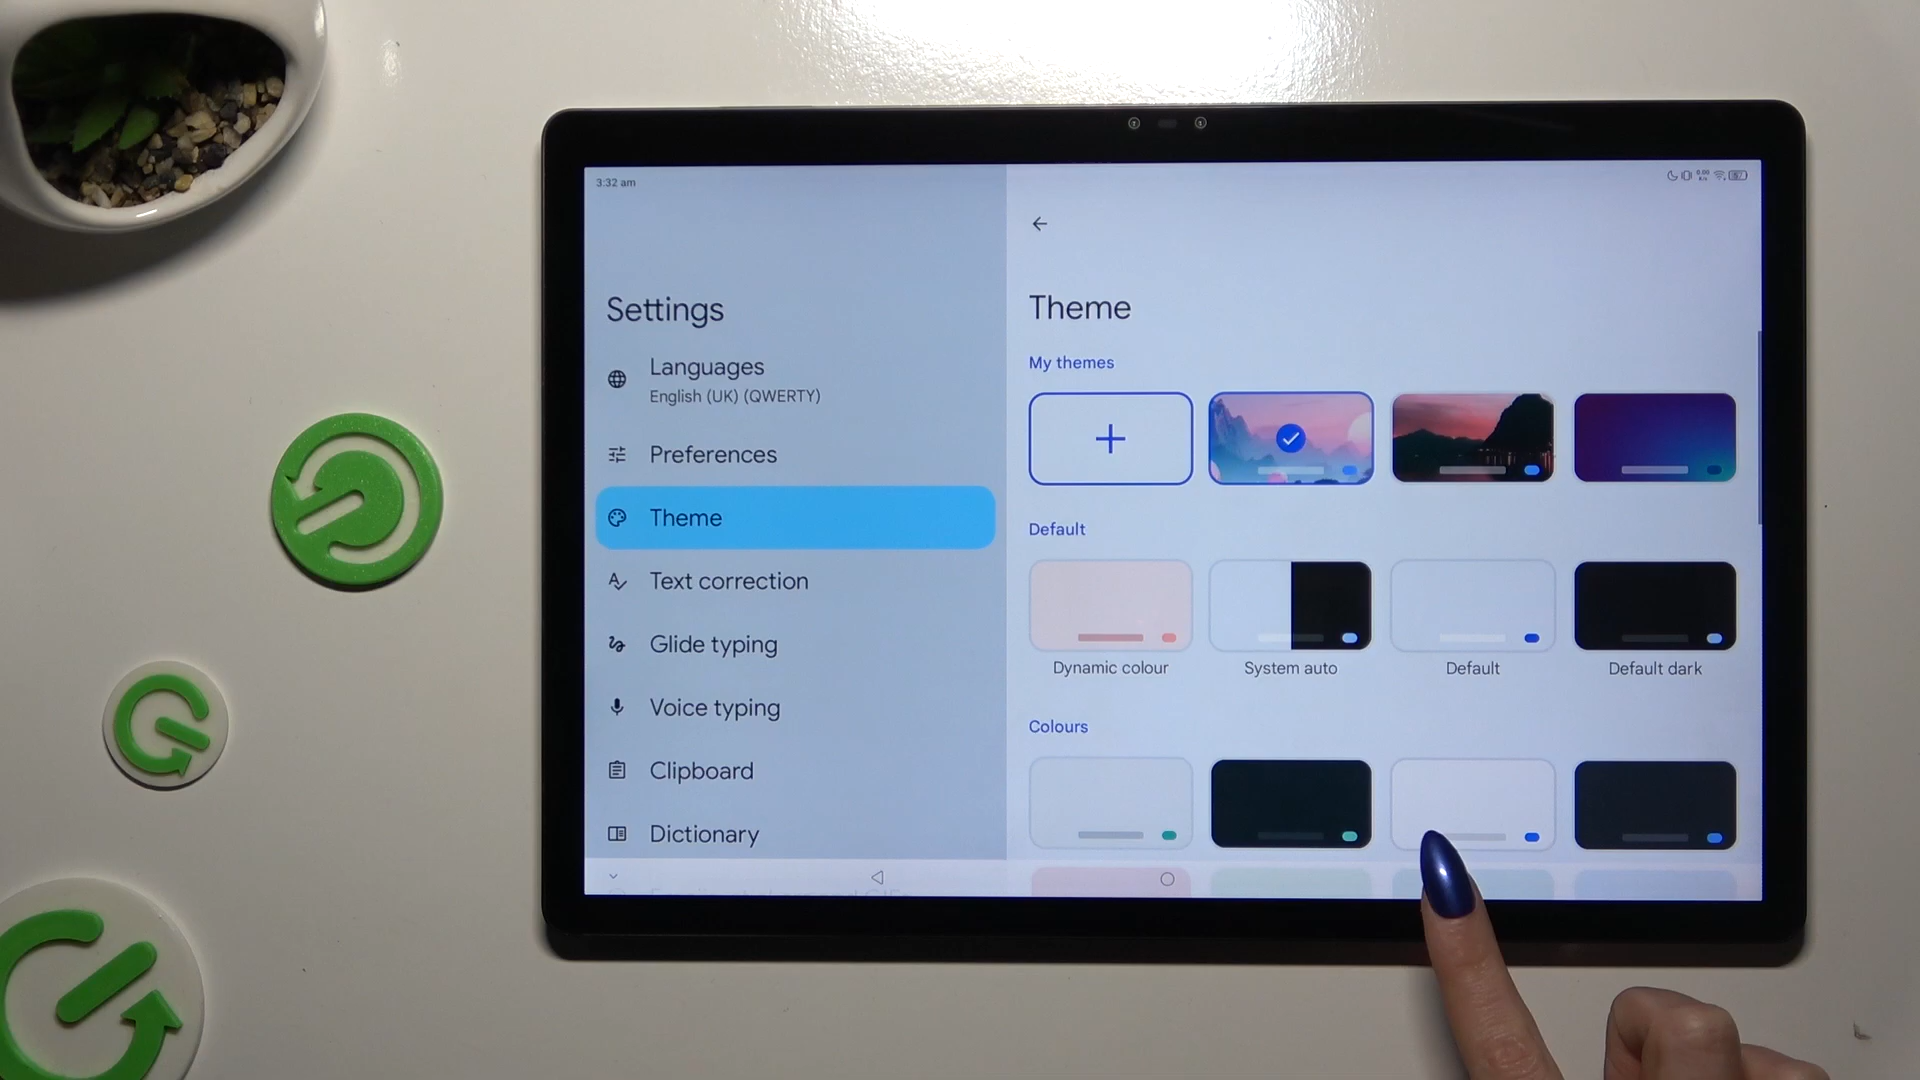 3:32 am
Settings
Languages
English (UK) (QWERTY)
Preferences
Theme
Text correction
Glide typing
Voice typing
Clipboard
Dictionary
Theme
My themes
Default
Dynamic colour
System auto
Default
Default dark
Colours